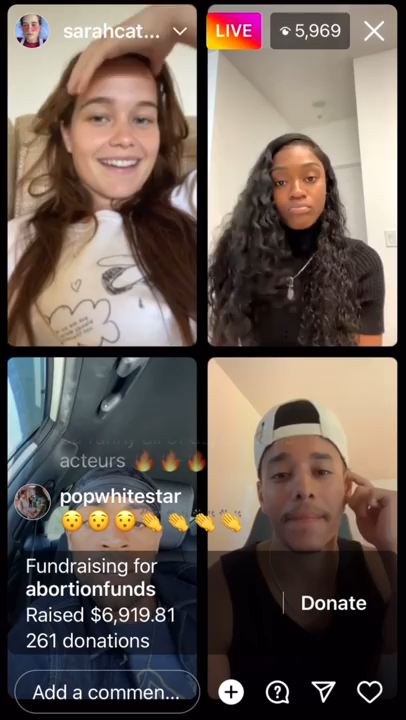 sarahcat...
LIVE
5,969
acteurs 🔥🔥🔥
popwhitestar
😯😯😯👏👏👏👏
Fundraising for
abortionfunds
Raised $6,919.81
261 donations
Donate
Add a commen...